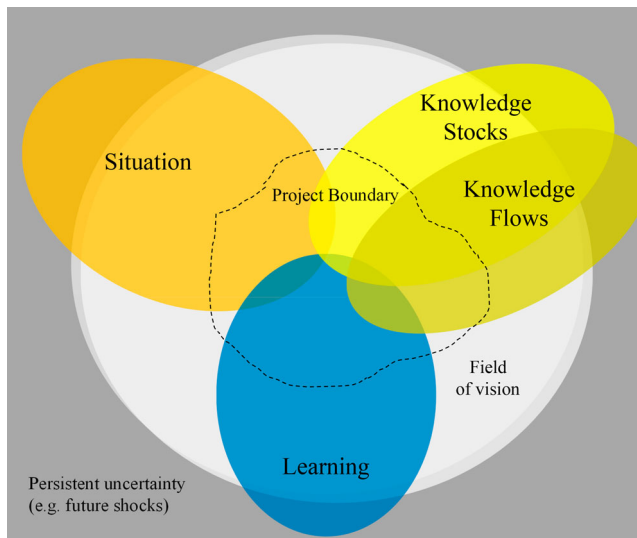 Knowledge
Stocks
Situation
Project Boundary
Knowledge
Flows
Field
of vision
Learning
Persistent uncertainty
(e.g. future shocks)